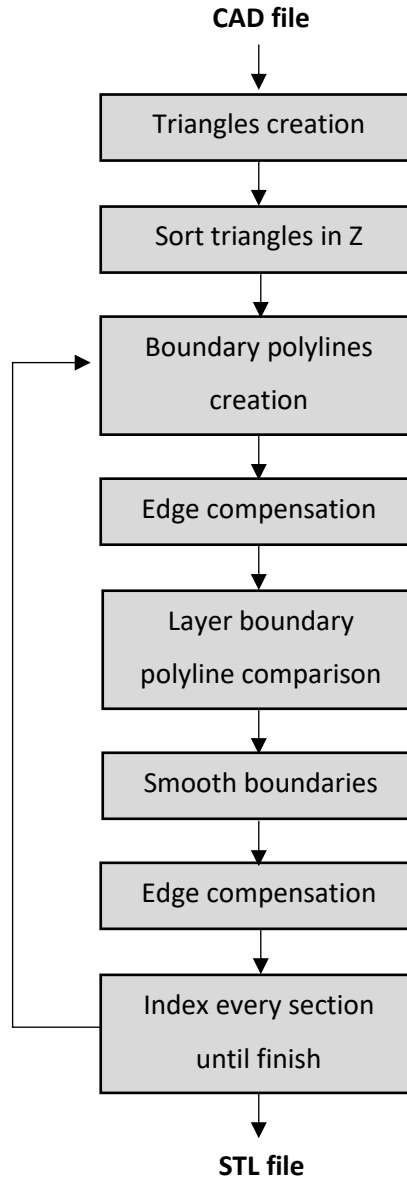 CAD file
Triangles creation
Sort triangles in Z
Boundary polylines
creation
Edge compensation
Layer boundary
polyline comparison
Smooth boundaries
Edge compensation
Index every section
until finish
STL file